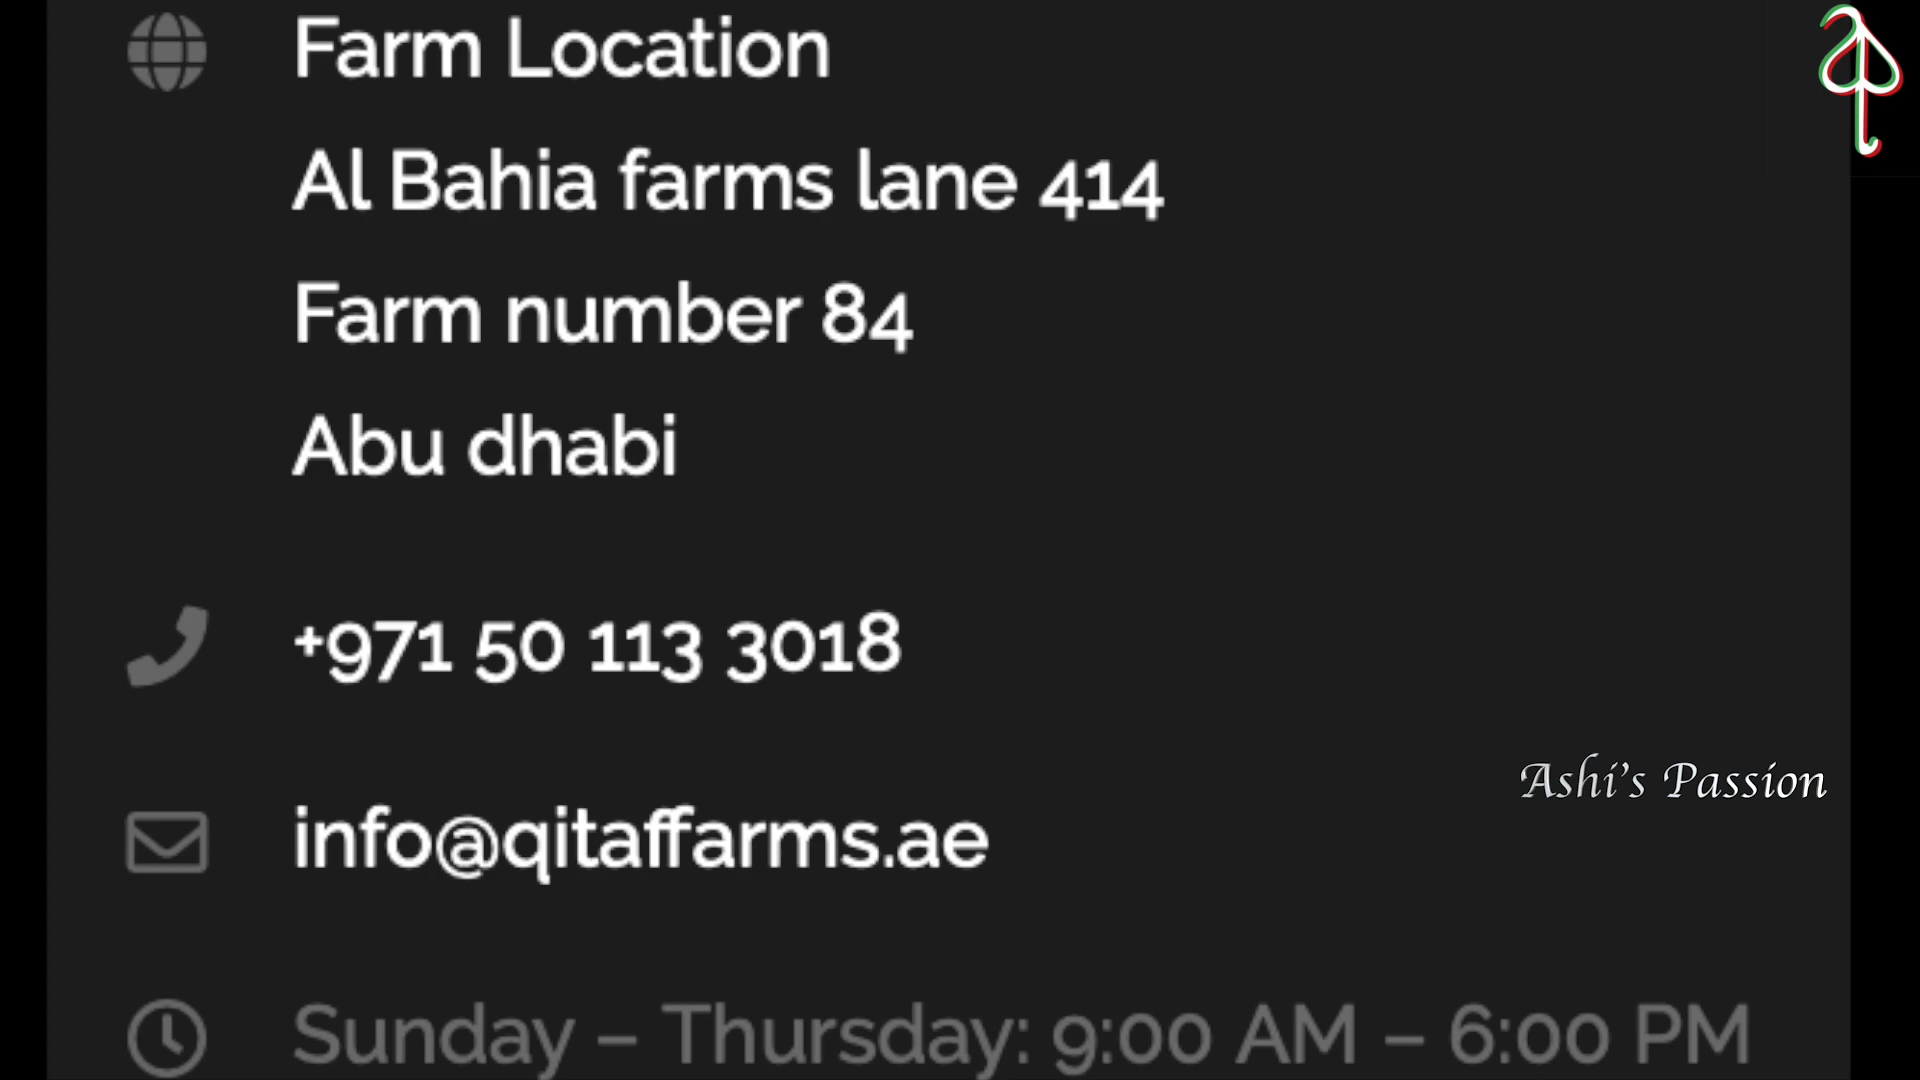 Farm Location
Al Bahia farms lane 414
Farm number 84
Abu dhabi
+971 50 113 3018
Ashi's Passion
info@qitaffarms.ae
Sunday – Thursday: 9:00 AM – 6:00 PM